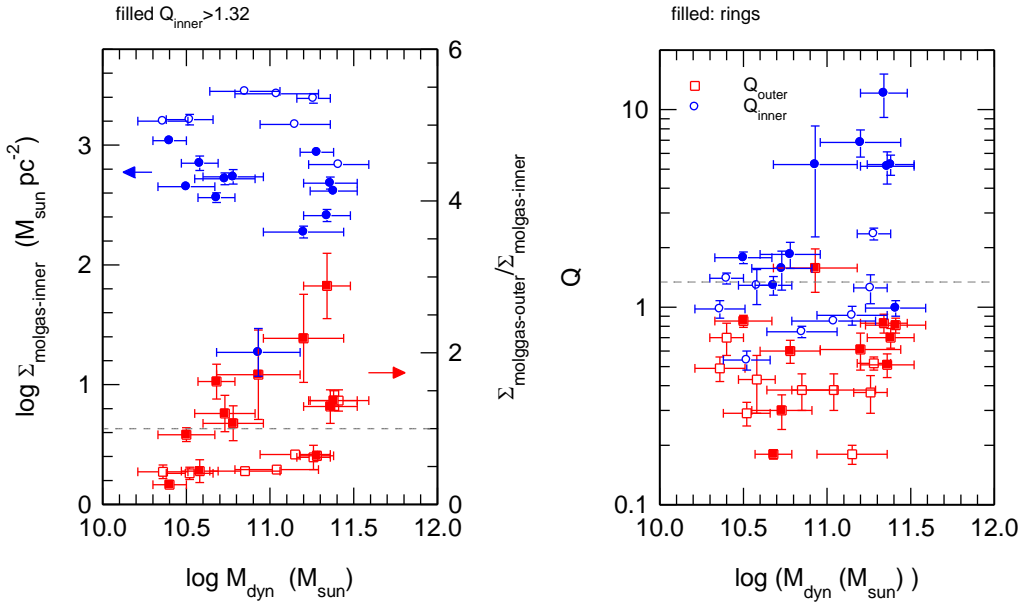 filled Q_inner>1.32
6
4
2
0
3
2
1
0
10.0 10.5 11.0 11.5 12.0
log Σ_molgas-inner (M_sun pc^-2)
Σ_molggas-outer/Σ_molgas-inner
log M_dyn (M_sun)
filled: rings
Q_outer
Q_inner
10
1
0.1
Q
10.0 10.5 11.0 11.5 12.0
log (M_dyn (M_sun) )